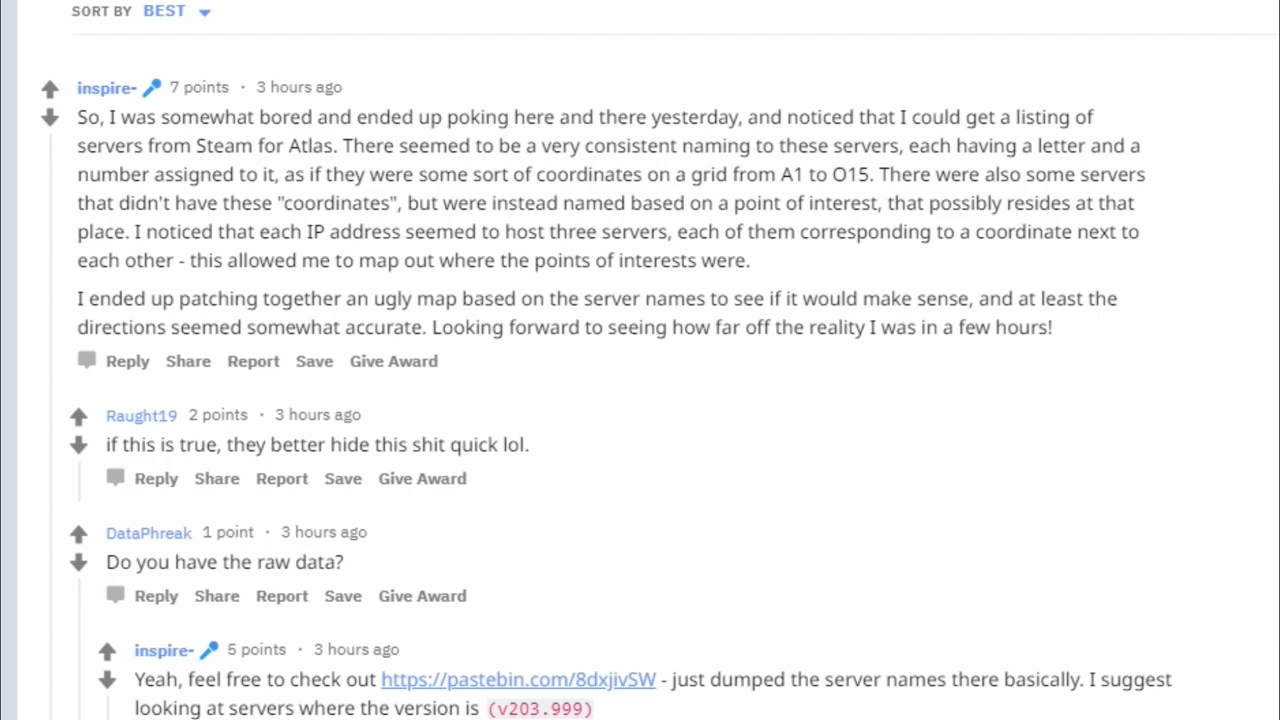 SORT BY BEST
inspire- 7 points · 3 hours ago
So, I was somewhat bored and ended up poking here and there yesterday, and noticed that I could get a listing of
servers from Steam for Atlas. There seemed to be a very consistent naming to these servers, each having a letter and a
number assigned to it, as if they were some sort of coordinates on a grid from A1 to O15. There were also some servers
that didn't have these "coordinates", but were instead named based on a point of interest, that possibly resides at that
place. I noticed that each IP address seemed to host three servers, each of them corresponding to a coordinate next to
each other - this allowed me to map out where the points of interests were.
I ended up patching together an ugly map based on the server names to see if it would make sense, and at least the
directions seemed somewhat accurate. Looking forward to seeing how far off the reality I was in a few hours!
Reply Share Report Save Give Award
Raught19 2 points · 3 hours ago
if this is true, they better hide this shit quick lol.
Reply Share Report Save Give Award
DataPhreak 1 point · 3 hours ago
Do you have the raw data?
Reply Share Report Save Give Award
inspire- 5 points · 3 hours ago
Yeah, feel free to check out https://pastebin.com/8dxjivSW - just dumped the server names there basically. I suggest
looking at servers where the version is (v203.999)